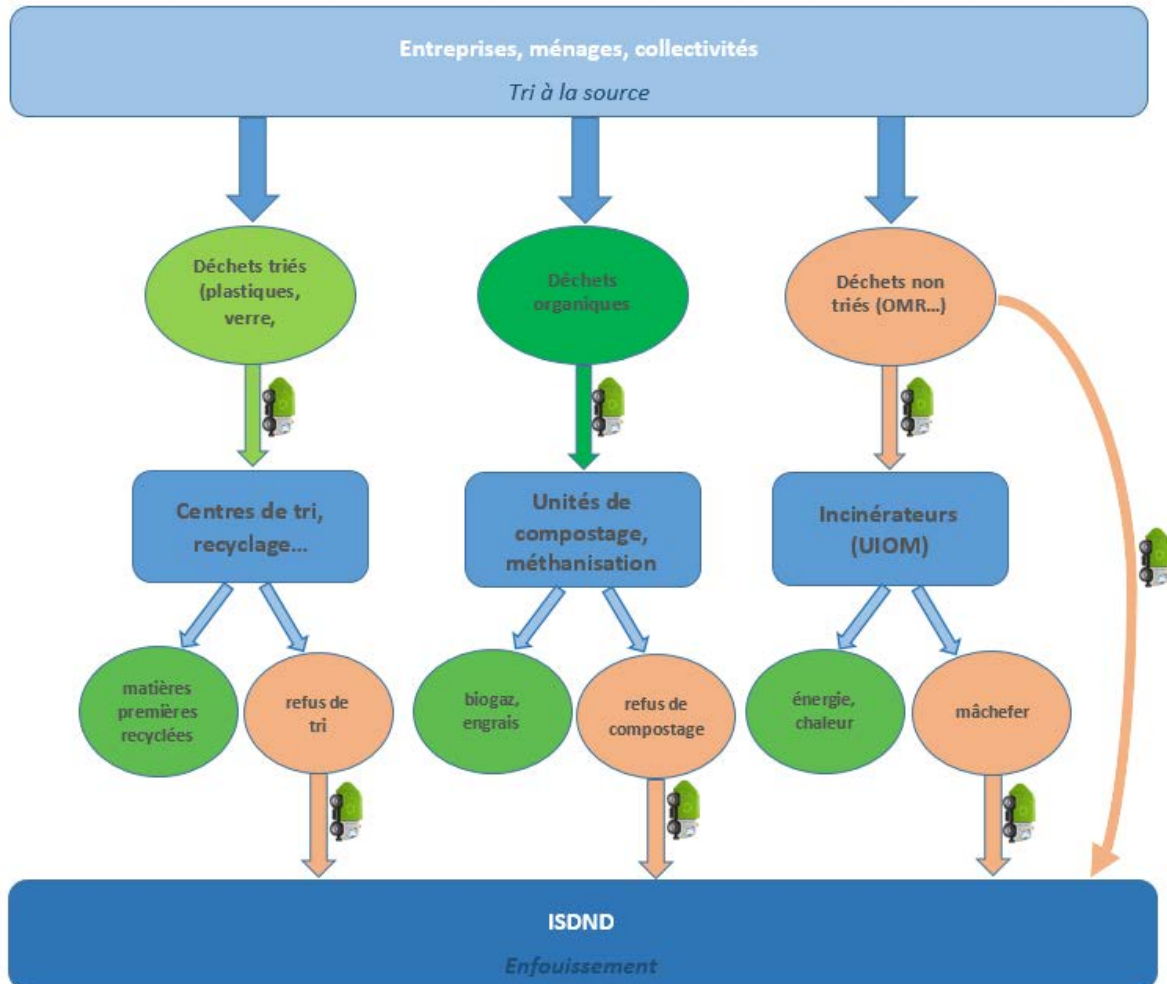 Entreprises, ménages, collectivités
Tri à la source
Déchets triés
(plastiques,
verre,
Déchets
organiques
Déchets non
triés (OMR...)
Centres de tri,
recyclage...
Unités de
compostage,
méthanisation
Incinérateurs
(UIOM)
matières
premières
recyclées
refus de
tri
biogaz,
engrais
refus de
compostage
énergie,
chaleur
mâchefer
ISDND
Enfouissement